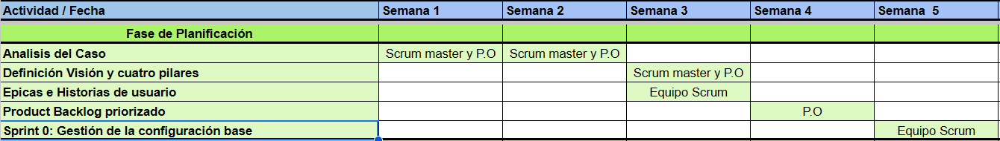 Actividad / Fecha Semana 1 Semana 2 Semana 3 Semana 4 Semana  5
Fase de Planificación
Analisis del Caso Scrum master y P.O Scrum master y P.O
Definición Visión y cuatro pilares Scrum master y P.O
Epicas e Historias de usuario Equipo Scrum
Product Backlog priorizado P.O
Sprint 0: Gestión de la configuración base Equipo Scrum